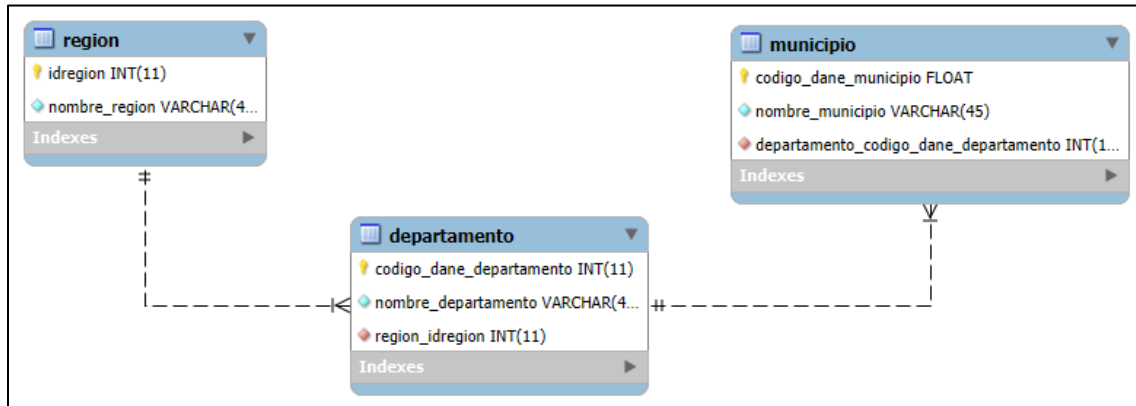 region
idregion INT(11)
nombre_region VARCHAR(4...
Indexes
municipio
codigo_dane_municipio FLOAT
nombre_municipio VARCHAR(45)
departamento_codigo_dane_departamento INT(1...
Indexes
departamento
codigo_dane_departamento INT(11)
nombre_departamento VARCHAR(4...
region_idregion INT(11)
Indexes